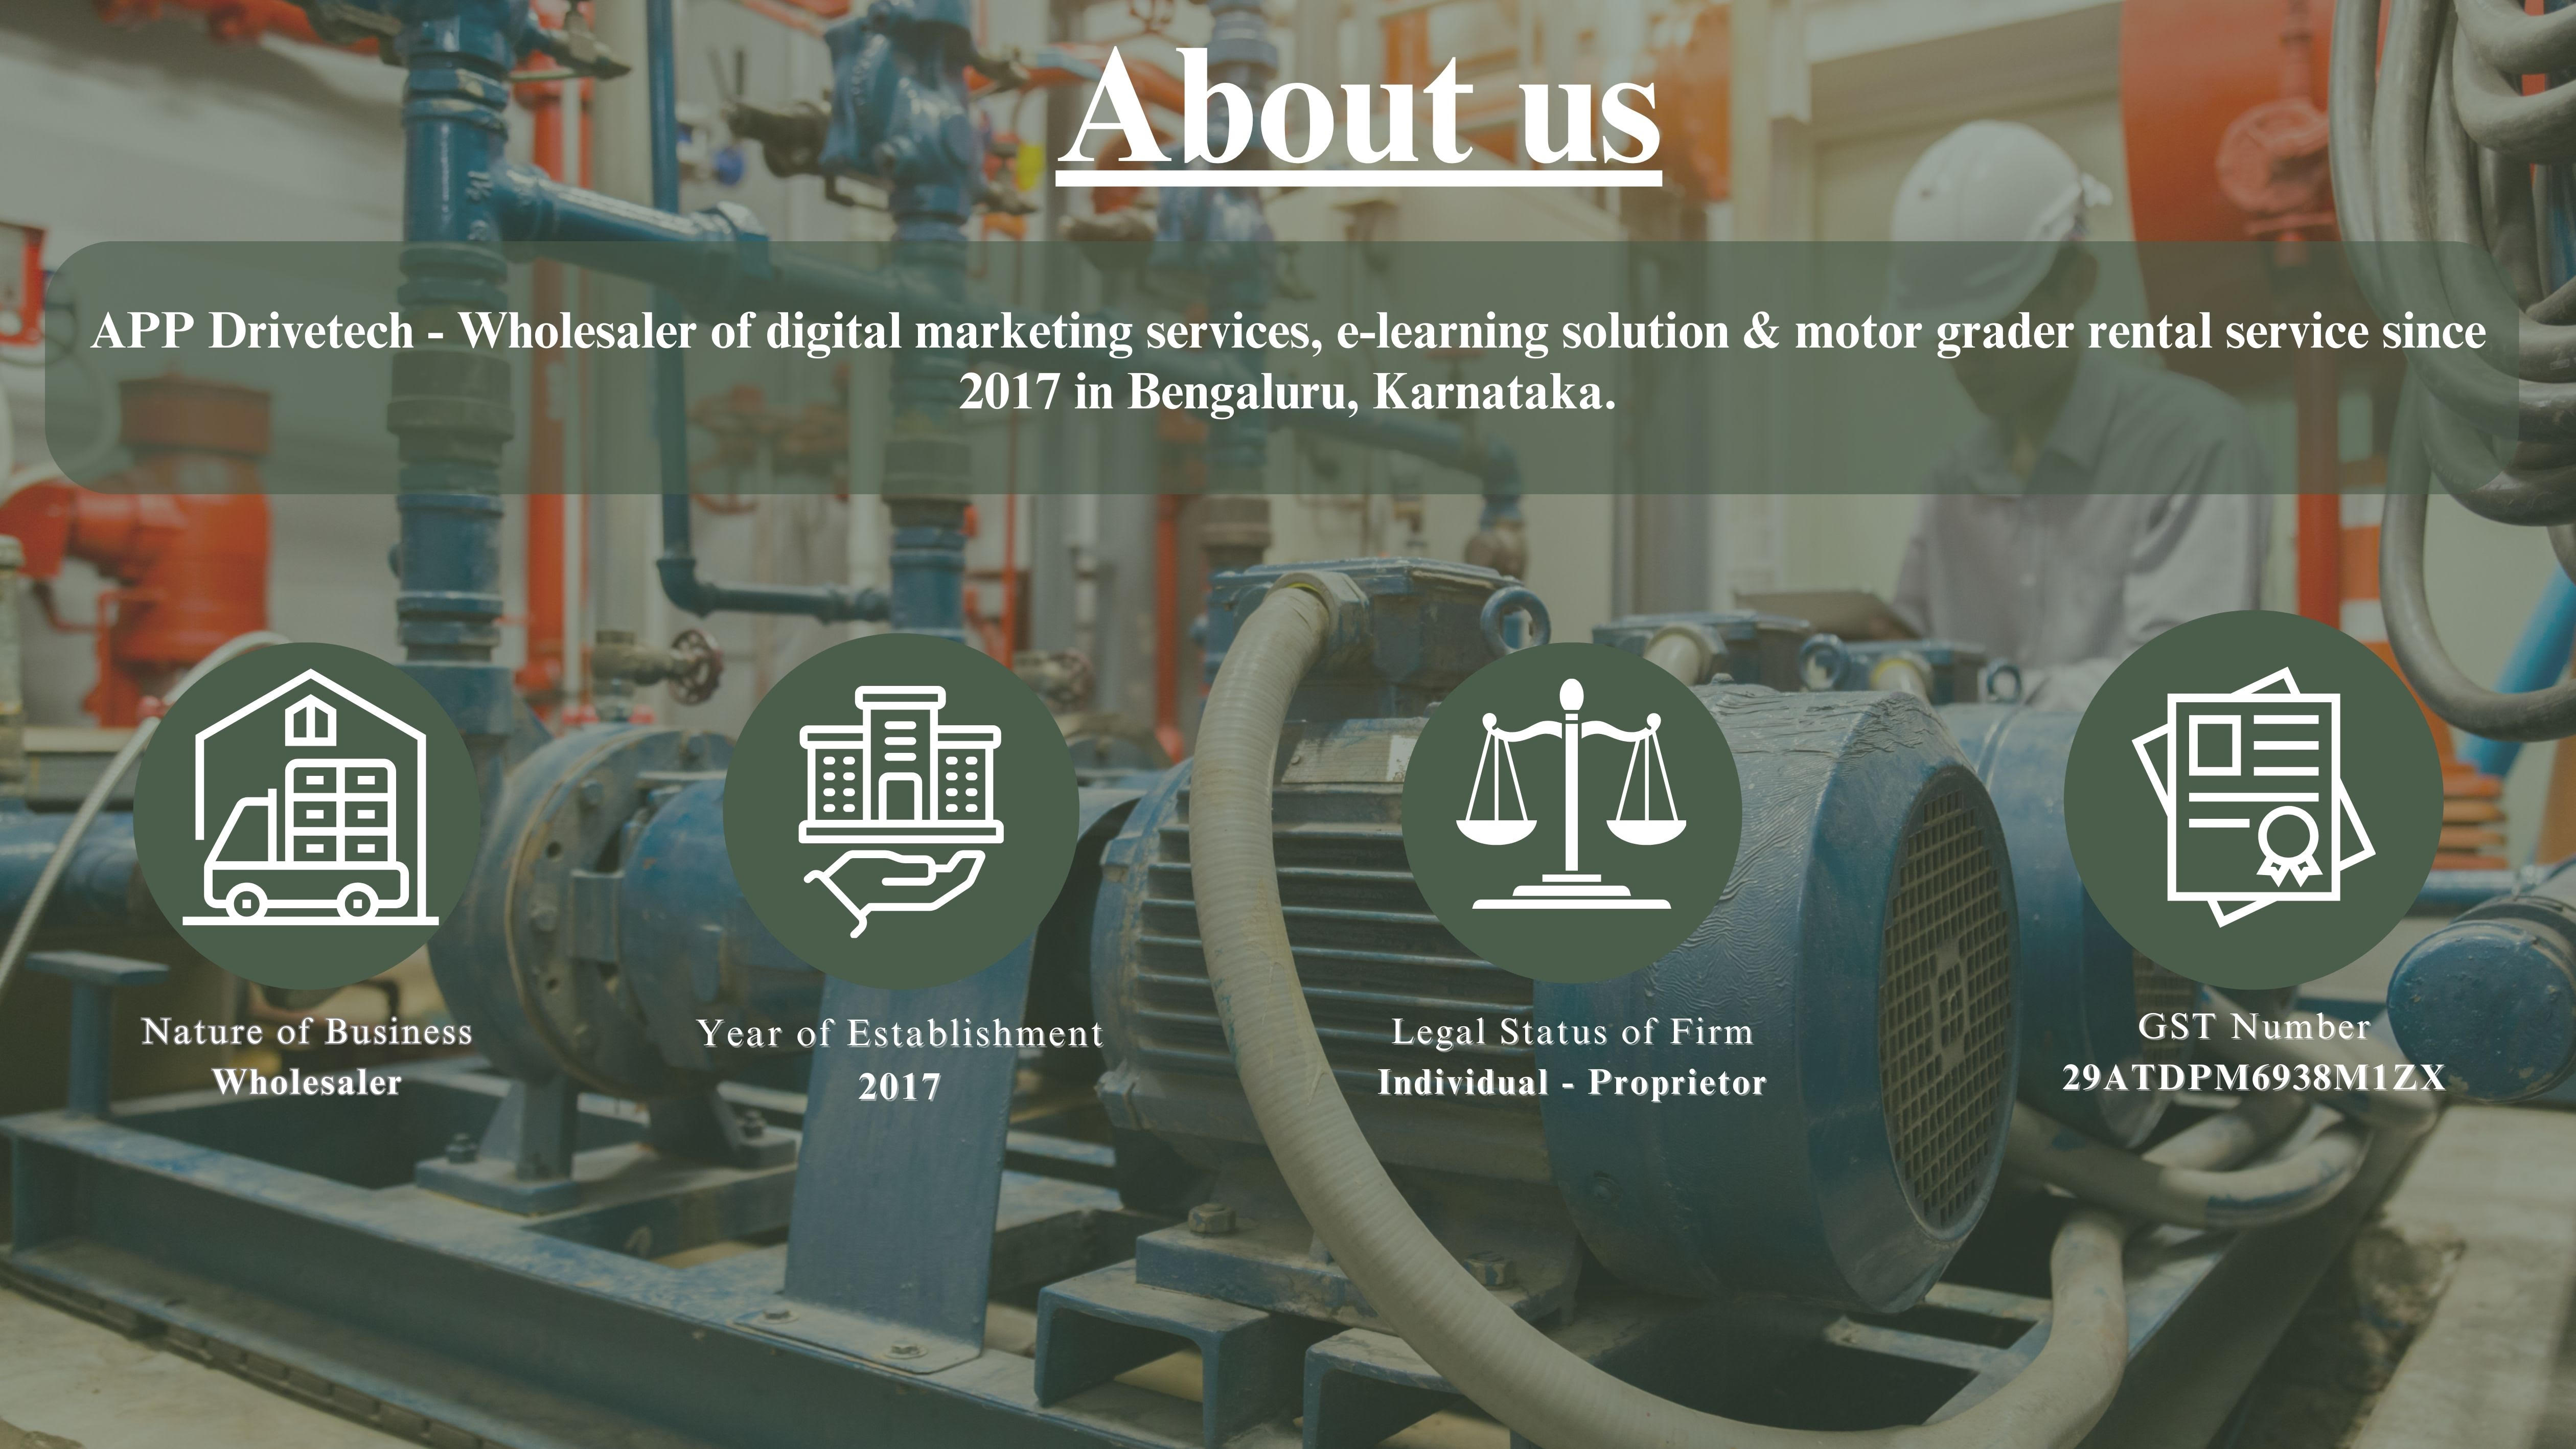 About us
APP Drivetech - Wholesaler of digital marketing services, e-learning solution & motor grader rental service since
2017 in Bengaluru, Karnataka.
Nature of Business
Wholesaler
Year of Establishment
2017
Legal Status of Firm
Individual - Proprietor
GST Number
29ATDPM6938M1ZX